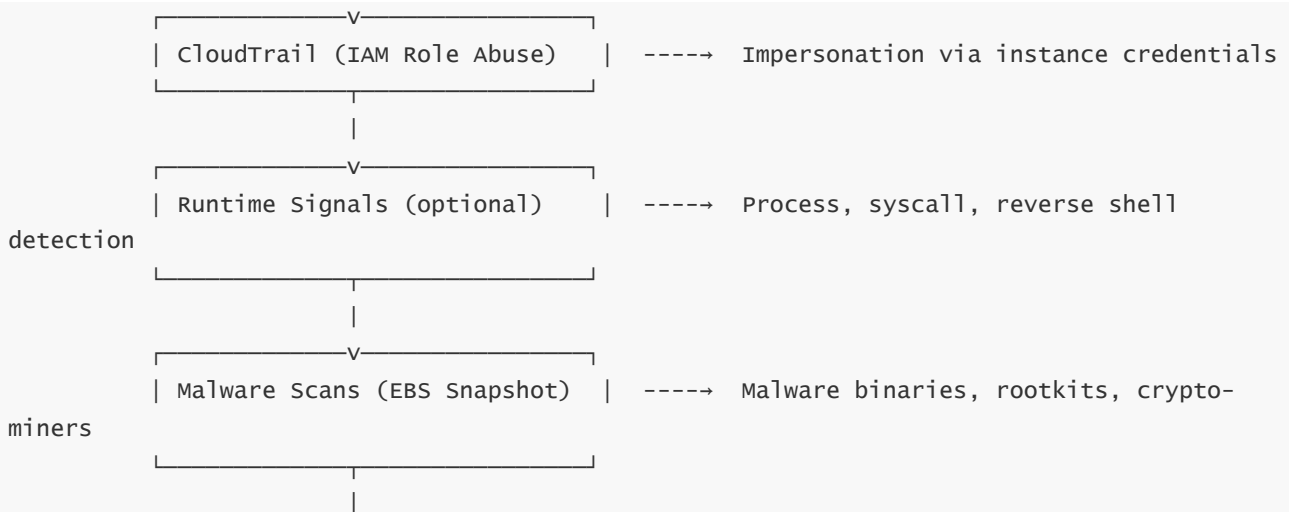 ┌─────────────V────────────────┐
│ CloudTrail (IAM Role Abuse) │ ----→ Impersonation via instance credentials
└─────────────┬────────────────┘
│
┌─────────────V────────────────┐
│ Runtime Signals (optional) │ ----→ Process, syscall, reverse shell
detection
└─────────────┬────────────────┘
│
┌─────────────V────────────────┐
│ Malware Scans (EBS Snapshot) │ ----→ Malware binaries, rootkits, crypto-
miners
└─────────────┬────────────────┘
│